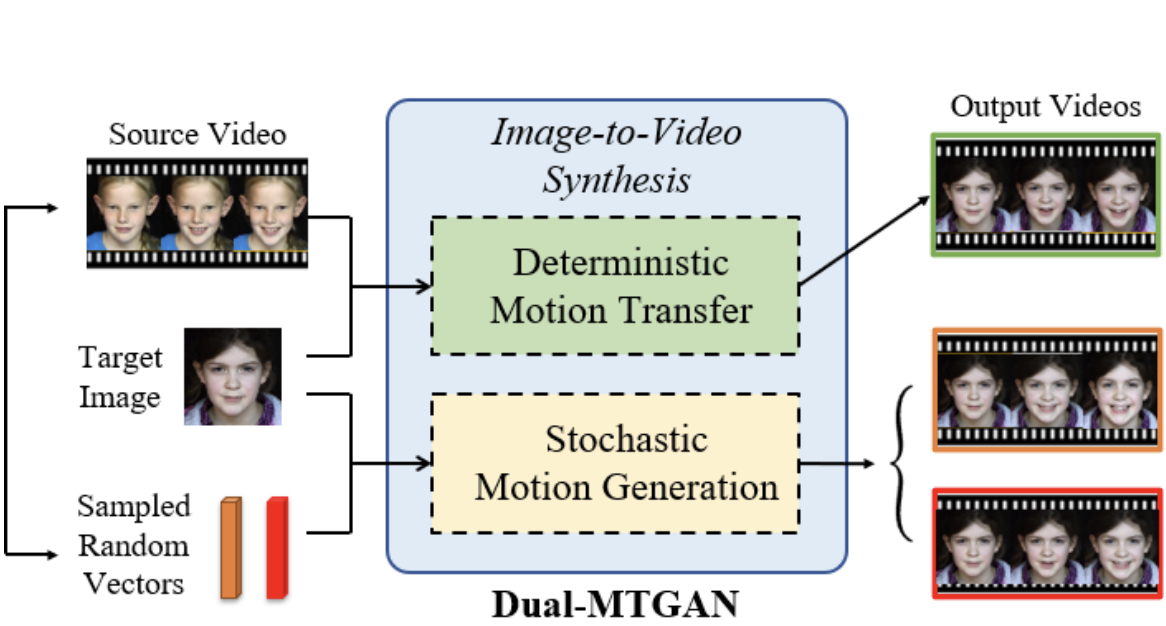 Source Video
Target
Image
Sampled
Random
Vectors
Image-to-Video
Synthesis
Deterministic
Motion Transfer
Stochastic
Motion Generation
Dual-MTGAN
Output Videos